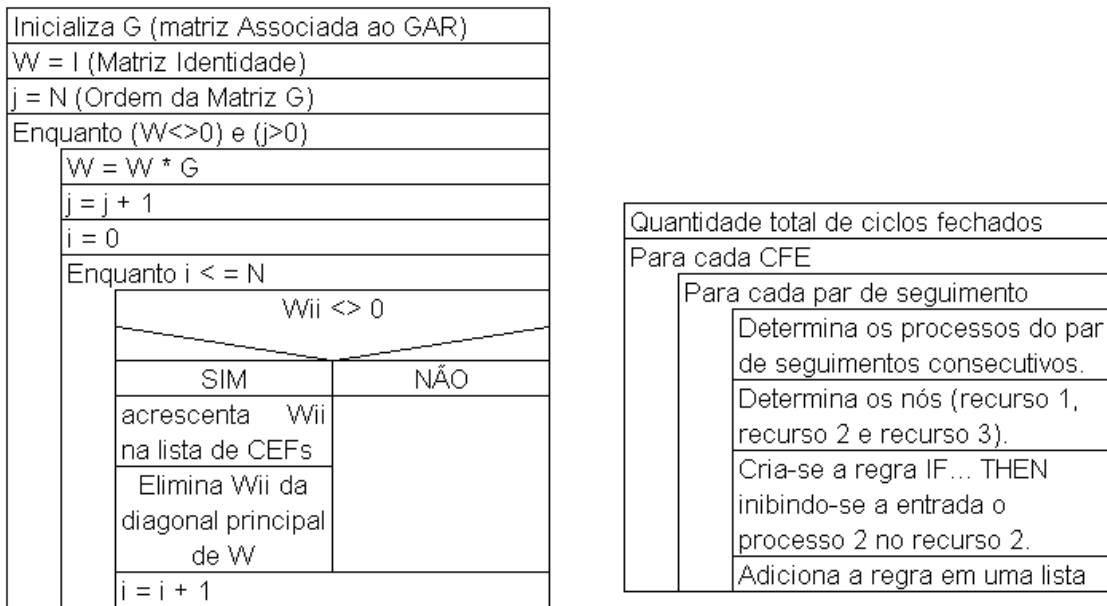 Inicializa G (matriz Associada ao GAR)
W = I (Matriz Identidade)
j = N (Ordem da Matriz G)
Enquanto (W<>0) e (j>0)
W = W * G
j = j + 1
i = 0
Enquanto i < = N
Wii <> 0
SIM
NÃO
acrescenta Wii
na lista de CEFs
Elimina Wii da
diagonal principal
de W
i = i + 1
Quantidade total de ciclos fechados
Para cada CFE
Para cada par de seguimento
Determina os processos do par
de seguimentos consecutivos.
Determina os nós (recurso 1,
recurso 2 e recurso 3).
Cria-se a regra IF... THEN
inibindo-se a entrada o
processo 2 no recurso 2.
Adiciona a regra em uma lista